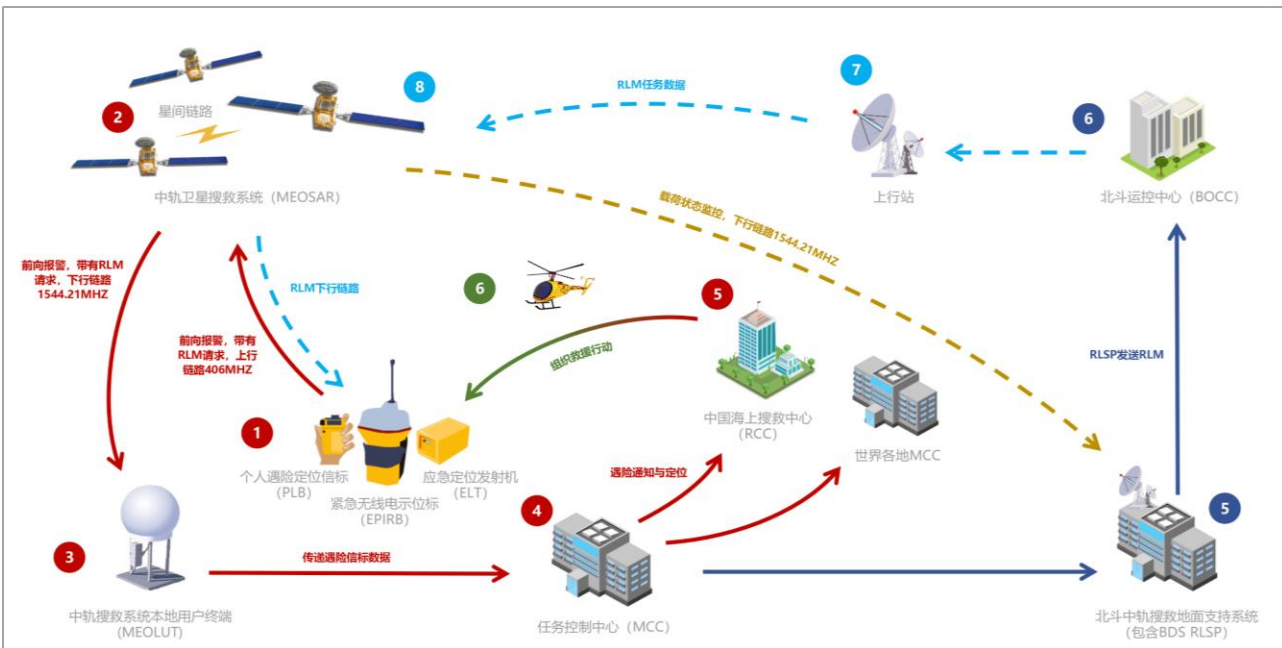 7
8
RLM任务数据
星间链路
2
6
中轨卫星搜救系统（MEOSAR）
上行站
北斗运控中心（BOCC）
载荷状态监控，下行链路1544.21MHZ
前向报警，带有RLM
请求，下行链路
1544.21MHZ
RLM下行链路
6
5
前向报警，带有
RLM请求，上行
链路406MHZ
组织救援行动
RLSP发送RLM
中国海上搜救中心
（RCC）
世界各地MCC
1
个人遇险定位信标
（PLB）
紧急无线电示位标
（EPIRB）
应急定位发射机
（ELT）
遇险通知与定位
4
5
3
传递遇险信标数据
中轨搜救系统本地用户终端
（MEOLUT）
任务控制中心（MCC）
北斗中轨搜救地面支持系统
（包含BDS RLSP）